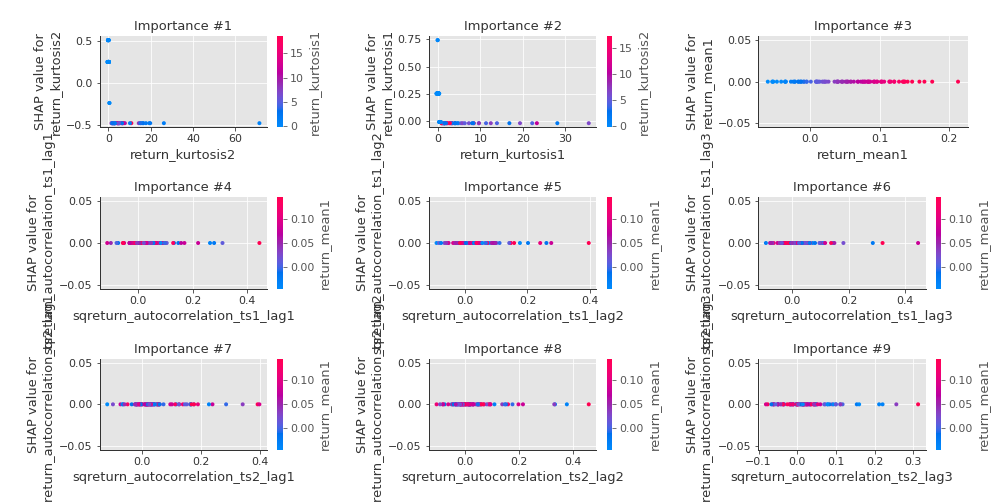 Importance #1
Importance #2
Importance #3
SHAP value for
return_kurtosis2
0.5
0.0
−0.5
0
20
40
60
return_kurtosis2
15
10
5
0
return_kurtosis1
SHAP value for
return_kurtosis1
0.75
0.50
0.25
0.00
0
10
20
30
return_kurtosis1
15
10
5
0
return_kurtosis2
SHAP value for
return_mean1
0.05
0.00
−0.05
0.0
0.1
0.2
return_mean1
Importance #4
Importance #5
Importance #6
SHAP value for
sqreturn_autocorrelation_ts1_lag1
0.05
0.00
−0.05
0.0
0.2
0.4
sqreturn_autocorrelation_ts1_lag1
0.10
0.05
0.00
return_mean1
SHAP value for
sqreturn_autocorrelation_ts1_lag2
0.05
0.00
−0.05
0.0
0.2
0.4
sqreturn_autocorrelation_ts1_lag2
0.10
0.05
0.00
return_mean1
SHAP value for
sqreturn_autocorrelation_ts1_lag3
0.05
0.00
−0.05
0.0
0.2
0.4
sqreturn_autocorrelation_ts1_lag3
0.10
0.05
0.00
return_mean1
Importance #7
Importance #8
Importance #9
SHAP value for
sqreturn_autocorrelation_ts2_lag1
0.05
0.00
−0.05
0.0
0.2
0.4
sqreturn_autocorrelation_ts2_lag1
0.10
0.05
0.00
return_mean1
SHAP value for
sqreturn_autocorrelation_ts2_lag2
0.05
0.00
−0.05
0.0
0.2
0.4
sqreturn_autocorrelation_ts2_lag2
0.10
0.05
0.00
return_mean1
SHAP value for
sqreturn_autocorrelation_ts2_lag3
0.05
0.00
−0.05
−0.1
0.0
0.1
0.2
0.3
sqreturn_autocorrelation_ts2_lag3
0.10
0.05
0.00
return_mean1